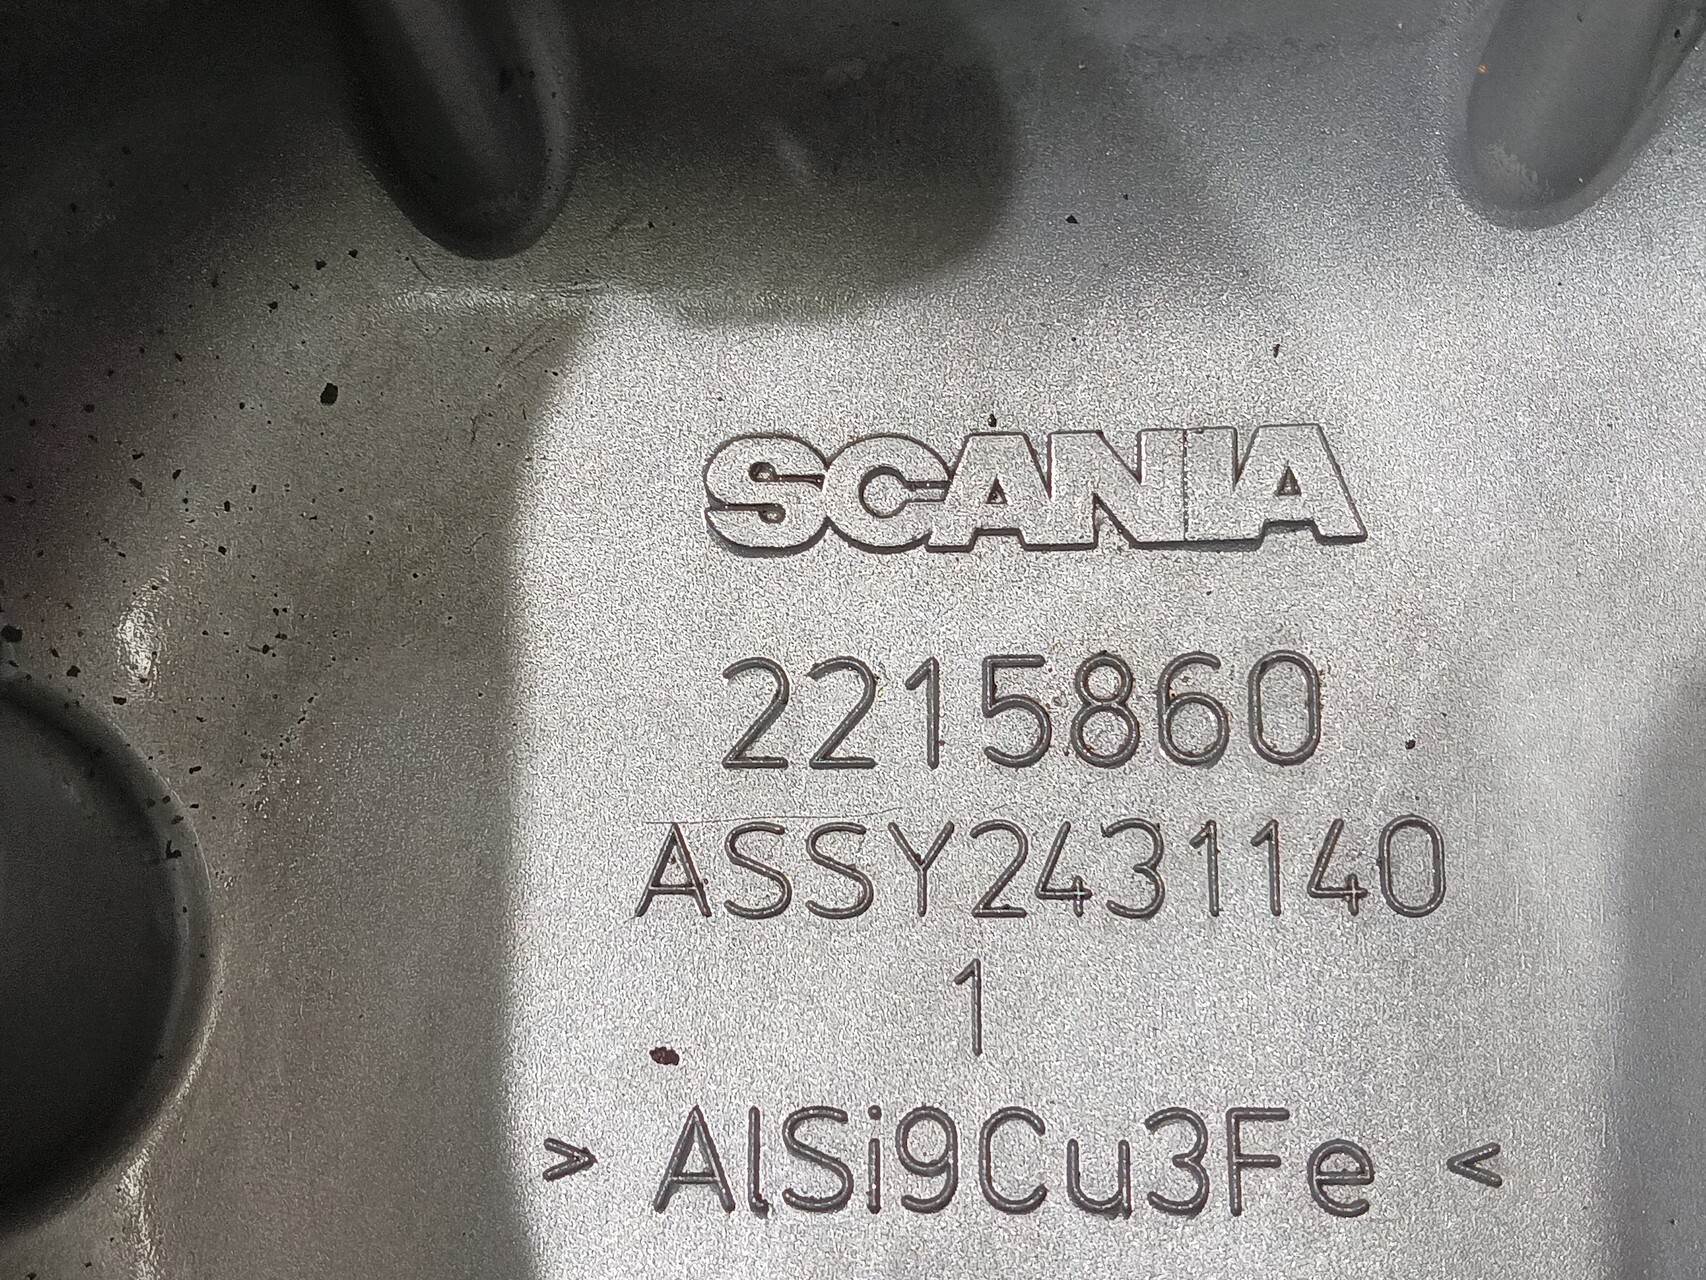 SCANIA
2215860
ASSY2431140
1
> AlSi9Cu3Fe <